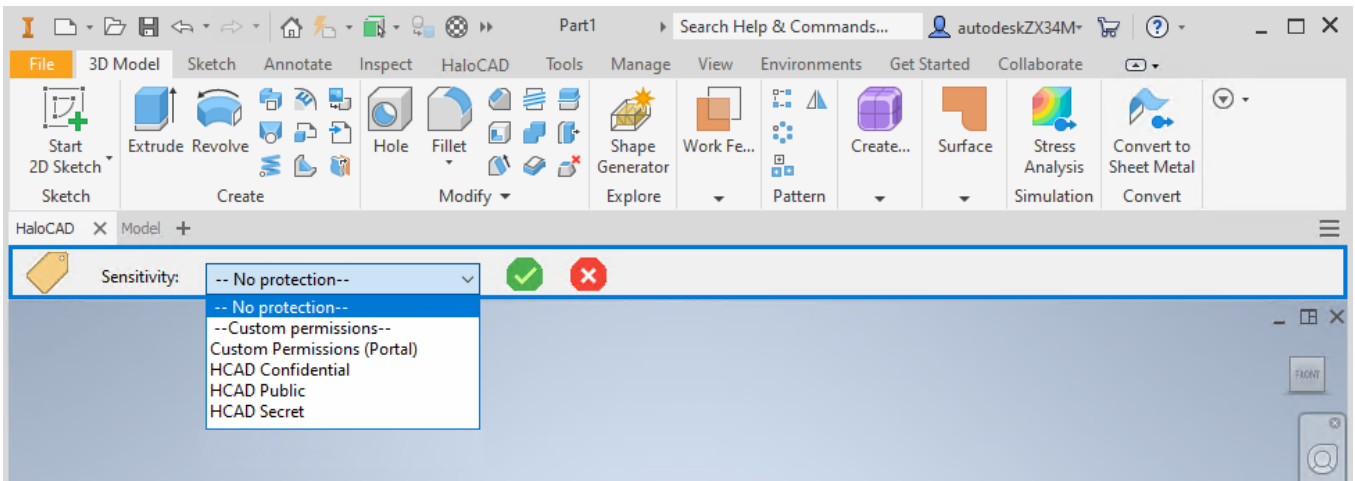 Part1 Search Help & Commands... autodeskZX34M
File 3D Model Sketch Annotate Inspect HaloCAD Tools Manage View Environments Get Started Collaborate
Start
2D Sketch
Extrude Revolve
Hole
Fillet
Shape
Generator
Work Fe...
Create...
Surface
Stress
Analysis
Convert to
Sheet Metal
Sketch Create Modify Explore Pattern Simulation Convert
HaloCAD Model
Sensitivity: -- No protection--
-- No protection--
--Custom permissions--
Custom Permissions (Portal)
HCAD Confidential
HCAD Public
HCAD Secret
FRONT